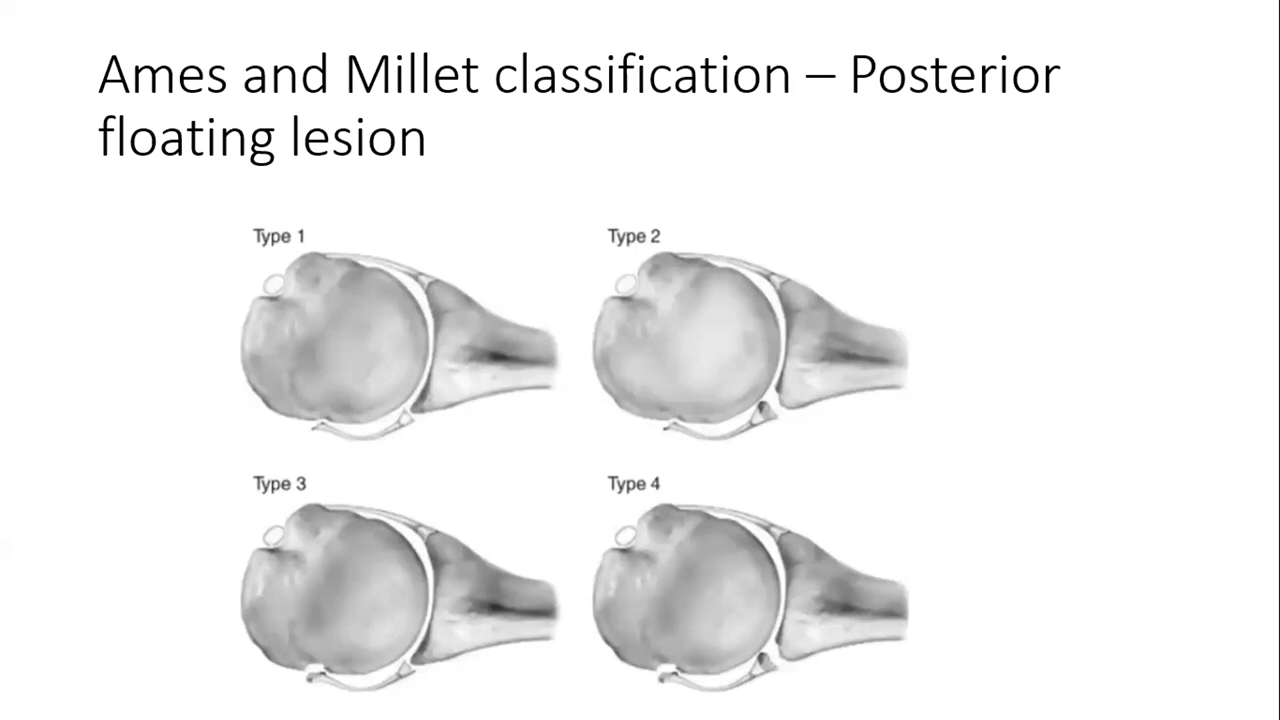 Ames and Millet classification – Posterior
floating lesion
Type 1
Type 2
Type 3
Type 4